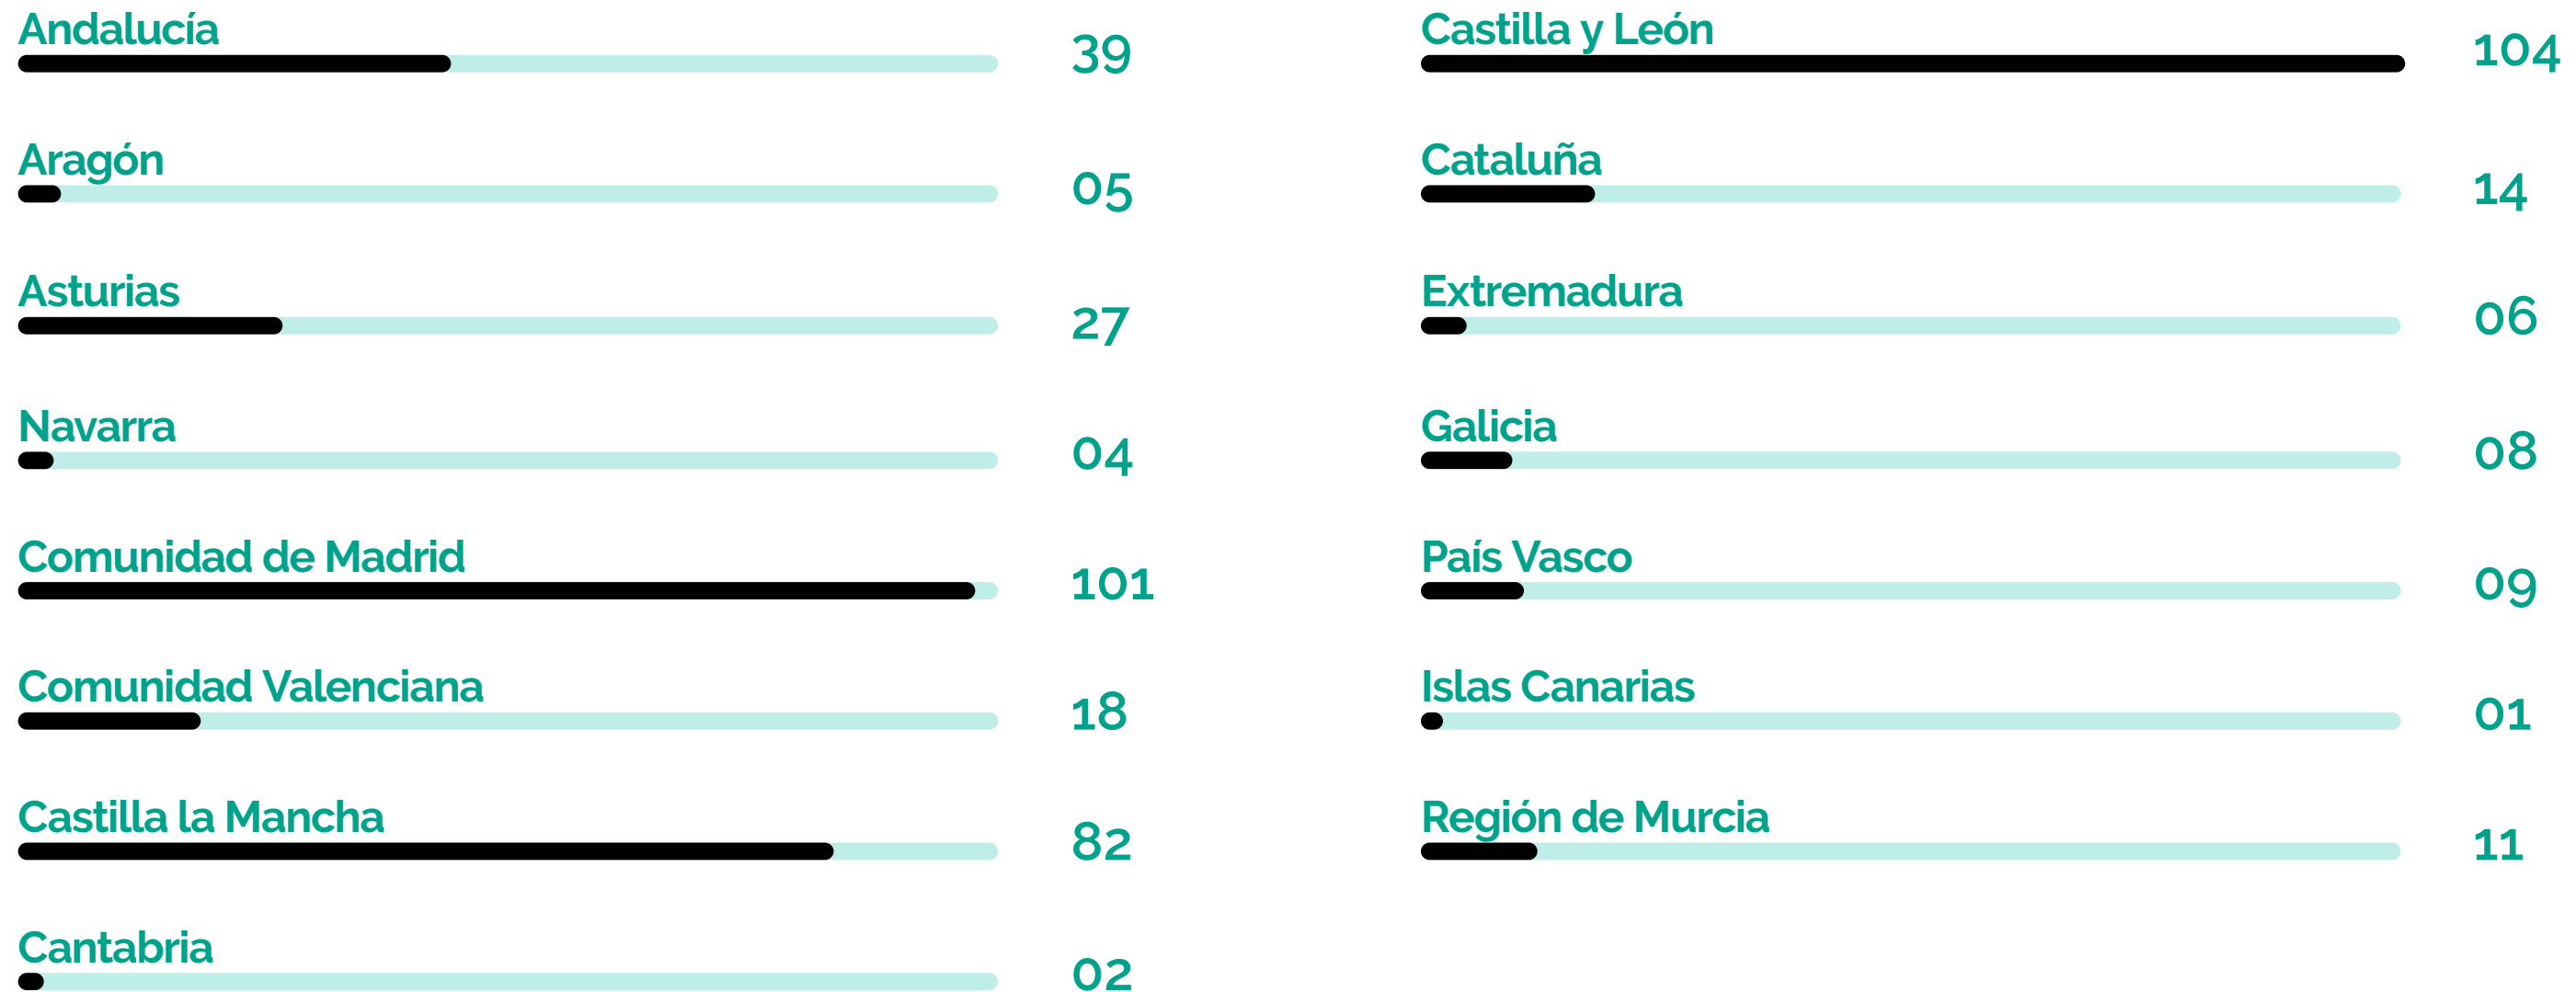 Andalucía
39
Aragón
05
Asturias
27
Navarra
04
Comunidad de Madrid
101
Comunidad Valenciana
18
Castilla la Mancha
82
Cantabria
02
Castilla y León
104
Cataluña
14
Extremadura
06
Galicia
08
País Vasco
09
Islas Canarias
01
Región de Murcia
11